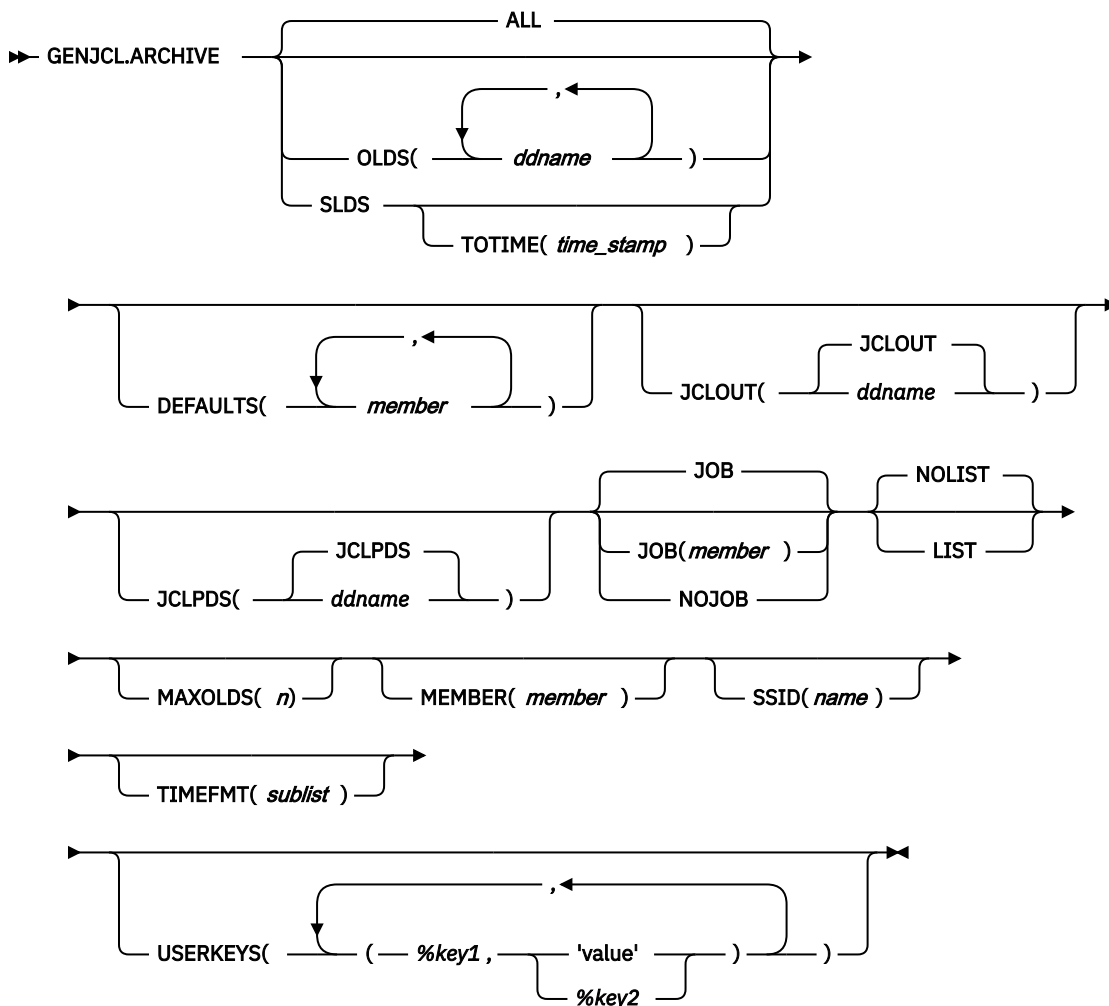 ALL
GENJCL.ARCHIVE
,
OLDS( ddname )
SLDS
TOTIME( time_stamp )
,
JCLOUT
DEFAULTS( member )
JCLOUT( ddname )
JOB
NOLIST
JCLPDS
JOB(member )
LIST
JCLPDS( ddname )
NOJOB
MAXOLDS( n)
MEMBER( member )
SSID( name )
TIMEFMT( sublist )
,
USERKEYS( ( %key1 , 'value' ) )
%key2